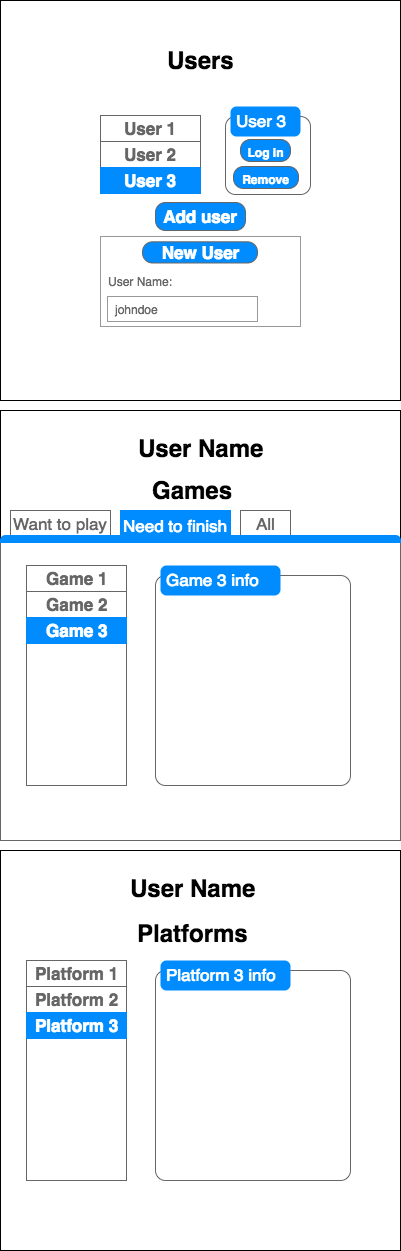 Users
User 1
User 2
User 3
User 3
Log In
Remove
Add user
New User
User Name:
johndoe
User Name
Games
Want to play
Need to finish
All
Game 1
Game 2
Game 3
Game 3 info
User Name
Platforms
Platform 1
Platform 2
Platform 3
Platform 3 info